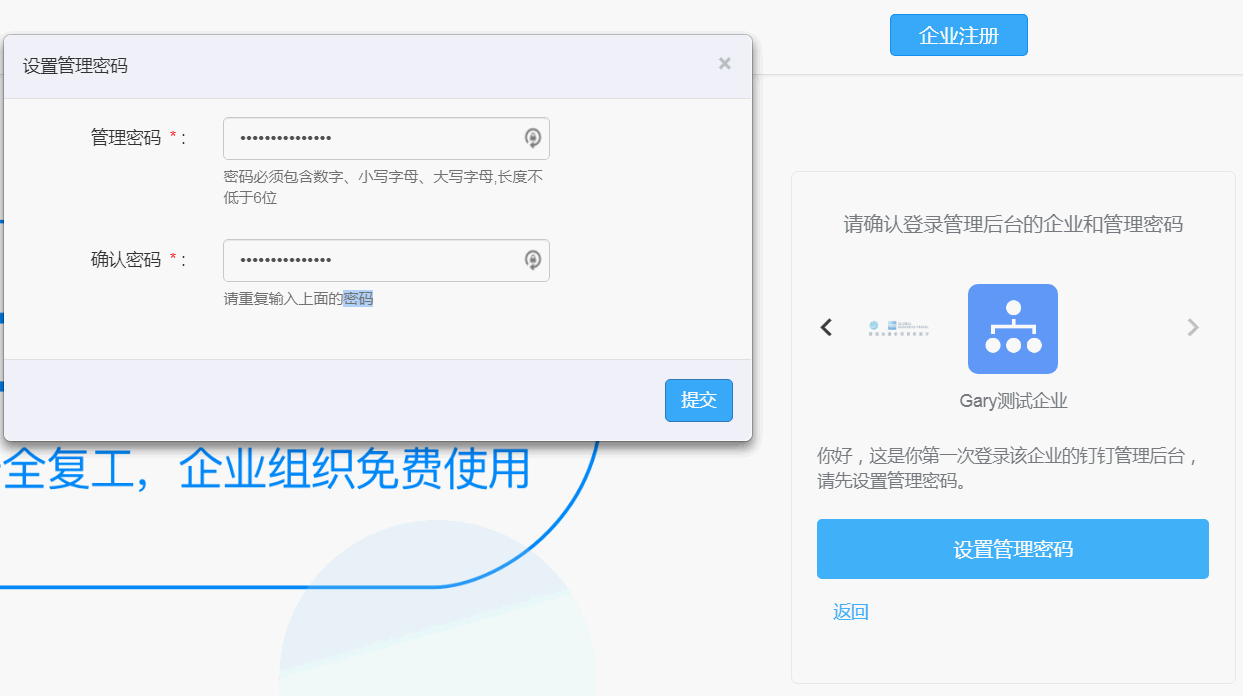 企业注册
设置管理密码
×
管理密码 * :
•••••••••••••••
密码必须包含数字、小写字母、大写字母,长度不
低于6位
确认密码 * :
•••••••••••••••
请重复输入上面的密码
提交
全复工，企业组织免费使用
请确认登录管理后台的企业和管理密码
Gary测试企业
你好，这是你第一次登录该企业的钉钉管理后台，
请先设置管理密码。
设置管理密码
返回